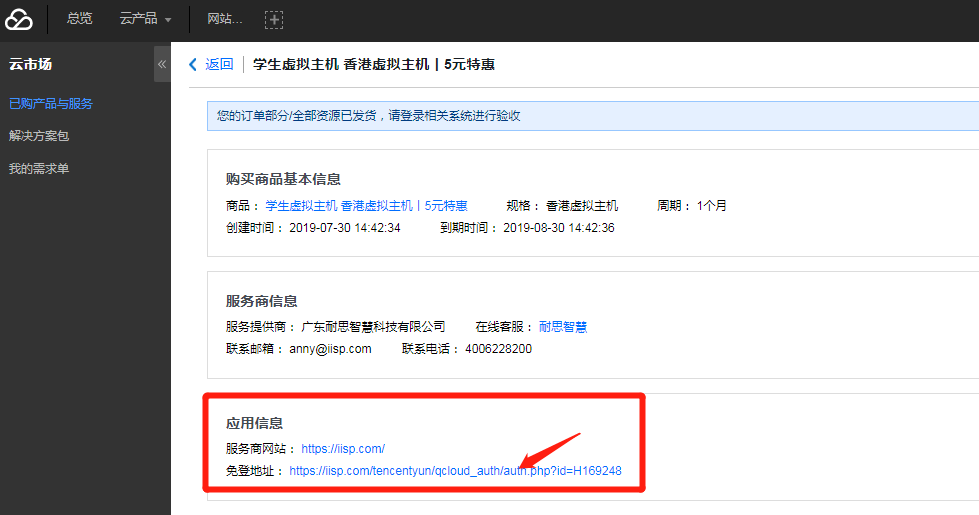 总览 云产品 网站...
云市场 «
返回 学生虚拟主机 香港虚拟主机丨5元特惠
已购产品与服务
您的订单部分/全部资源已发货，请登录相关系统进行验收
解决方案包
我的需求单
购买商品基本信息
商品： 学生虚拟主机 香港虚拟主机丨5元特惠 规格： 香港虚拟主机 周期： 1个月
创建时间： 2019-07-30 14:42:34 到期时间： 2019-08-30 14:42:36
服务商信息
服务提供商： 广东耐思智慧科技有限公司 在线客服： 耐思智慧
联系邮箱： anny@iisp.com 联系电话： 4006228200
应用信息
服务商网站： https://iisp.com/
免登地址： https://iisp.com/tencentyun/qcloud_auth/auth.php?id=H169248